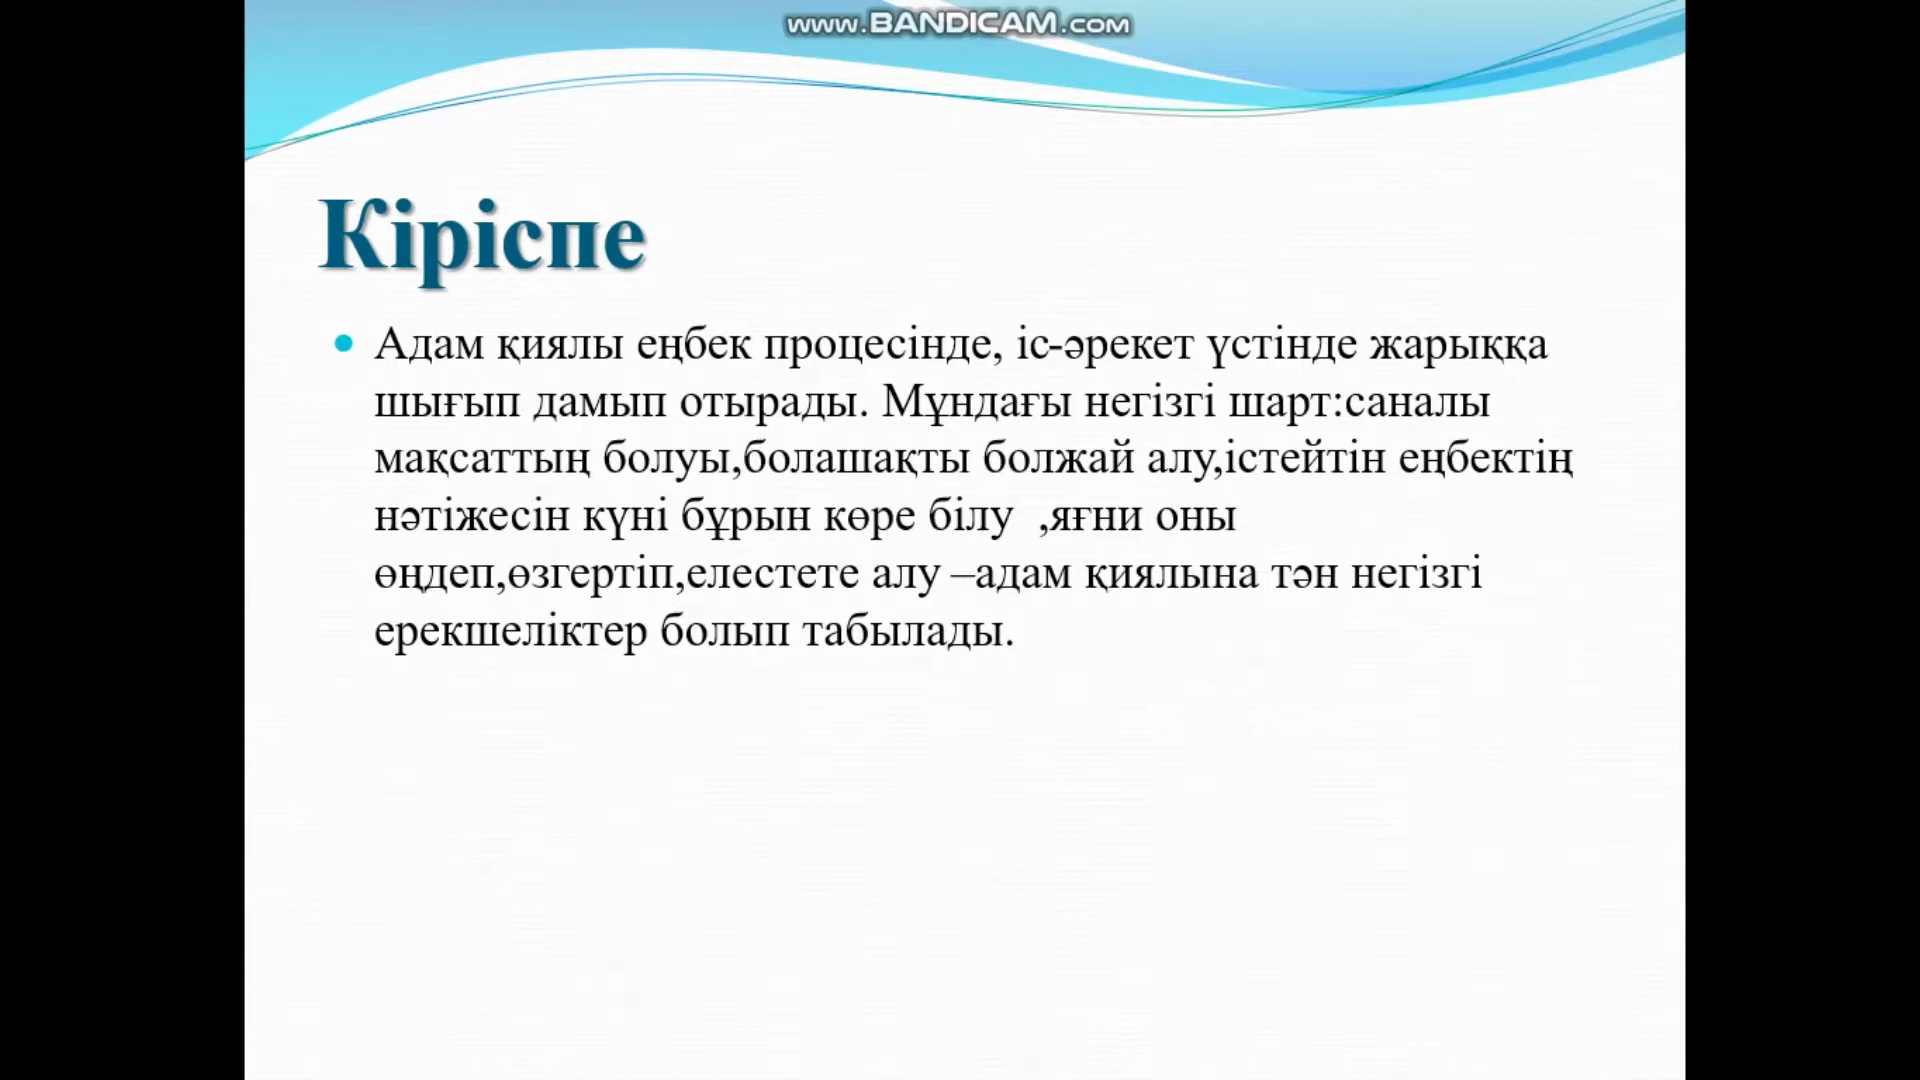 www.BANDICAM.com
Кіріспе
• Адам қиялы еңбек процесінде, іс-әрекет үстінде жарыққа
шығып дамып отырады. Мұндағы негізгі шарт:саналы
мақсаттың болуы,болашақты болжай алу,істейтін еңбектің
нәтіжесін күні бұрын көре білу  ,яғни оны
өңдеп,өзгертіп,елестете алу –адам қиялына тән негізгі
ерекшеліктер болып табылады.